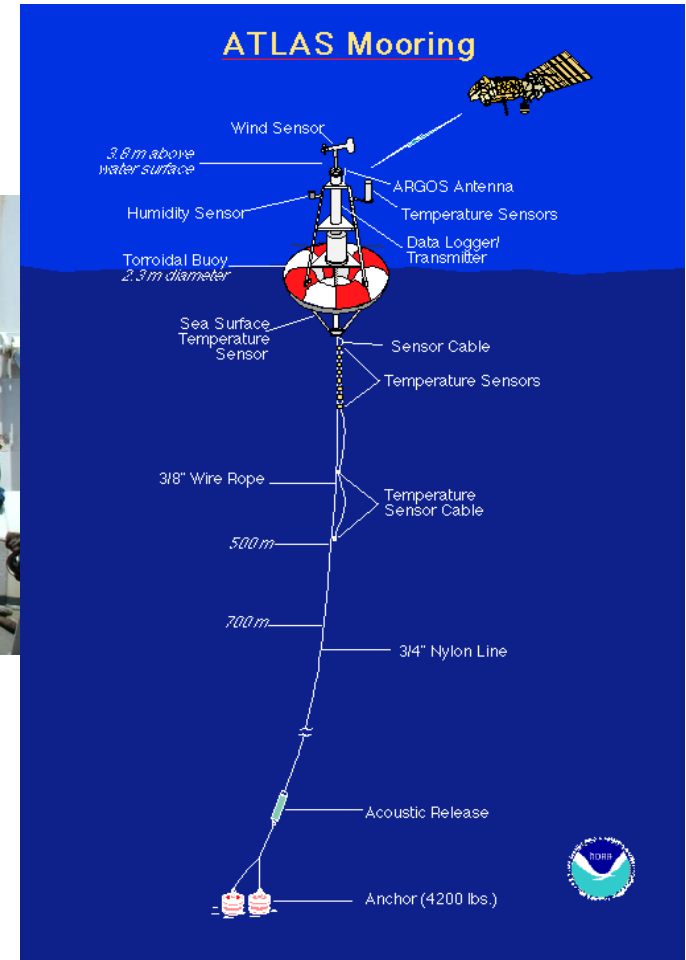 ATLAS Mooring
Wind Sensor
3.8 m above
water surface
ARGOS Antenna
Humidity Sensor
Temperature Sensors
Data Logger/
Transmitter
Torroidal Buoy
2.3 m diameter
Sea Surface
Temperature
Sensor
Sensor Cable
Temperature Sensors
3/8" Wire Rope
Temperature
Sensor Cable
500 m
700 m
3/4" Nylon Line
Acoustic Release
Anchor (4200 lbs.)
noaa